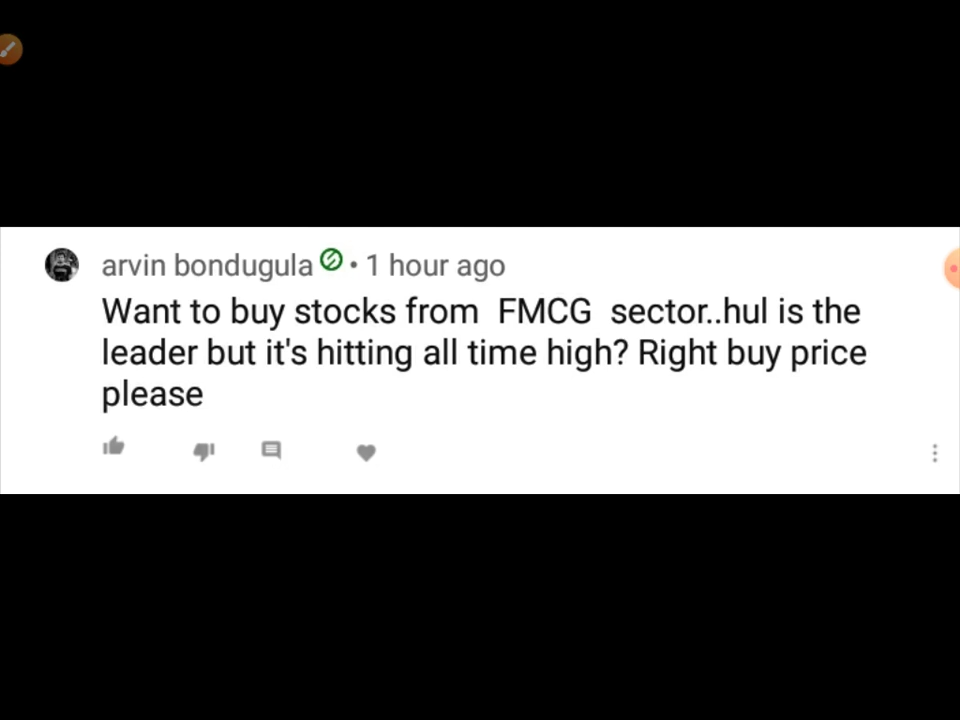 arvin bondugula • 1 hour ago
Want to buy stocks from  FMCG  sector..hul is the
leader but it's hitting all time high? Right buy price
please